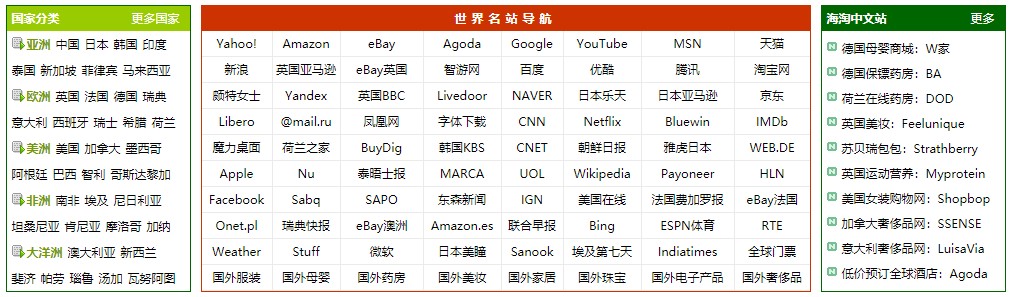 国家分类 更多国家
亚洲 中国 日本 韩国 印度
泰国 新加坡 菲律宾 马来西亚
欧洲 英国 法国 德国 瑞典
意大利 西班牙 瑞士 希腊 荷兰
美洲 美国 加拿大 墨西哥
阿根廷 巴西 智利 哥斯达黎加
非洲 南非 埃及 尼日利亚
坦桑尼亚 肯尼亚 摩洛哥 加纳
大洋洲 澳大利亚 新西兰
斐济 帕劳 瑙鲁 汤加 瓦努阿图
世 界 名 站 导 航
Yahoo! Amazon eBay Agoda Google YouTube MSN 天猫
新浪 英国亚马逊 eBay英国 智游网 百度 优酷 腾讯 淘宝网
颇特女士 Yandex 英国BBC Livedoor NAVER 日本乐天 日本亚马逊 京东
Libero @mail.ru 凤凰网 字体下载 CNN Netflix Bluewin IMDb
魔力桌面 荷兰之家 BuyDig 韩国KBS CNET 朝鲜日报 雅虎日本 WEB.DE
Apple Nu 泰晤士报 MARCA UOL Wikipedia Payoneer HLN
Facebook Sabq SAPO 东森新闻 IGN 美国在线 法国费加罗报 eBay法国
Onet.pl 瑞典快报 eBay澳洲 Amazon.es 联合早报 Bing ESPN体育 RTE
Weather Stuff 微软 日本美瞳 Sanook 埃及第七天 Indiatimes 全球门票
国外服装 国外母婴 国外药房 国外美妆 国外家居 国外珠宝 国外电子产品 国外奢侈品
海淘中文站 更多
德国母婴商城：W家
德国保镖药房：BA
荷兰在线药房：DOD
英国美妆：Feelunique
苏贝瑞包包：Strathberry
英国运动营养：Myprotein
美国女装购物网：Shopbop
加拿大奢侈品网：SSENSE
意大利奢侈品网：LuisaVia
低价预订全球酒店：Agoda